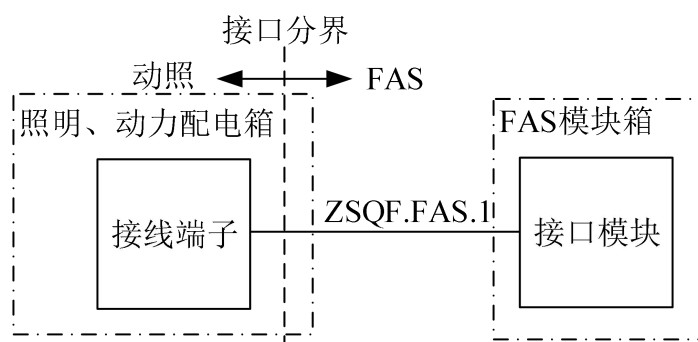 接口分界
动照
FAS
照明、动力配电箱
FAS模块箱
ZSQF.FAS.1
接线端子
接口模块